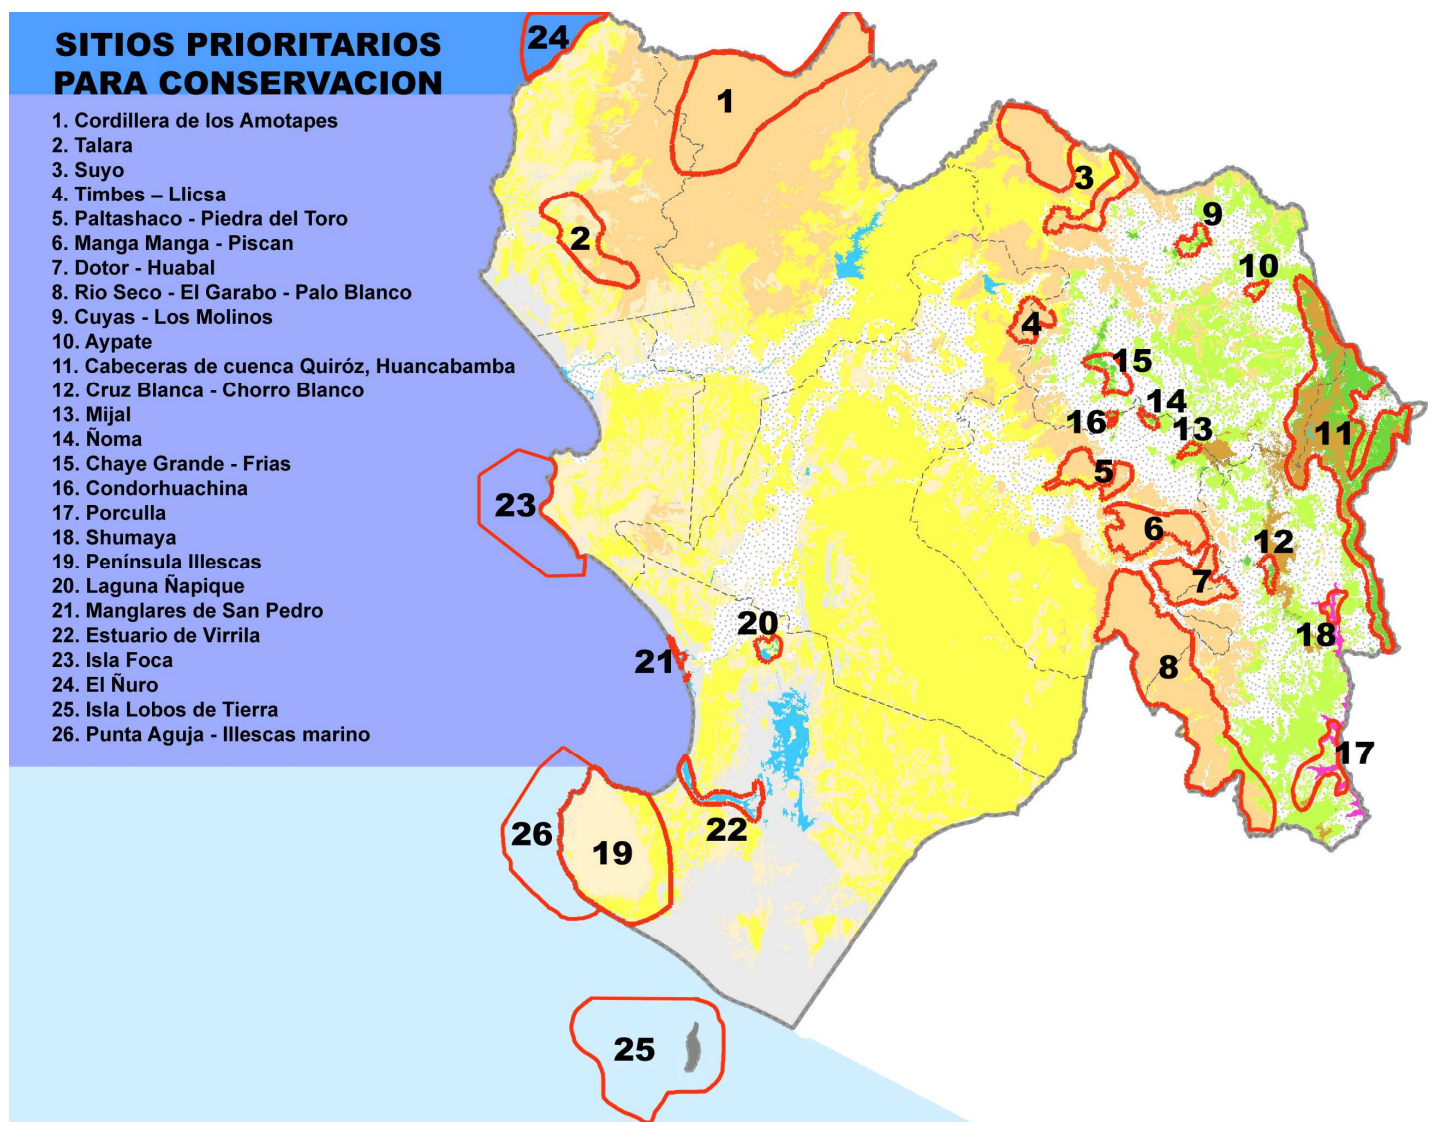 SITIOS PRIORITARIOS
PARA CONSERVACION
1. Cordillera de los Amotapes
2. Talara
3. Suyo
4. Timbes – Llicsa
5. Paltashaco - Piedra del Toro
6. Manga Manga - Piscan
7. Dotor - Huabal
8. Rio Seco - El Garabo - Palo Blanco
9. Cuyas - Los Molinos
10. Aypate
11. Cabeceras de cuenca Quiróz, Huancabamba
12. Cruz Blanca - Chorro Blanco
13. Mijal
14. Ñoma
15. Chaye Grande - Frias
16. Condorhuachina
17. Porculla
18. Shumaya
19. Península Illescas
20. Laguna Ñapique
21. Manglares de San Pedro
22. Estuario de Virrila
23. Isla Foca
24. El Ñuro
25. Isla Lobos de Tierra
26. Punta Aguja - Illescas marino
24
1
3
9
2
10
4
15
14
16
13
11
5
23
6
12
7
20
18
21
8
17
22
26
19
25